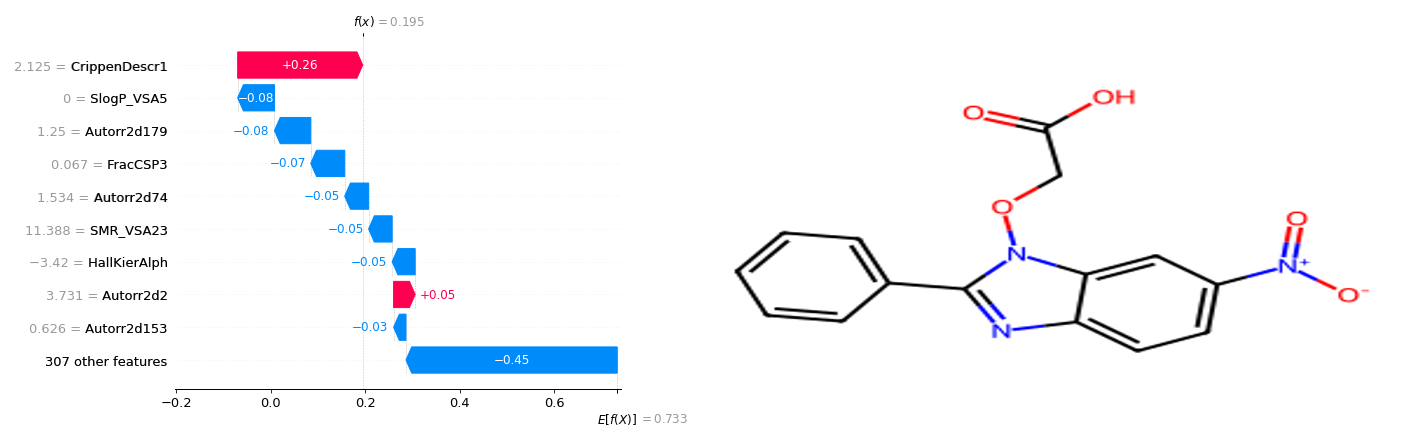 f(x) = 0.195
2.125 = CrippenDescr1
+0.26
0 = SlogP_VSA5
−0.08
1.25 = Autorr2d179
−0.08
0.067 = FracCSP3
−0.07
1.534 = Autorr2d74
−0.05
11.388 = SMR_VSA23
−0.05
−3.42 = HallKierAlph
−0.05
3.731 = Autorr2d2
+0.05
0.626 = Autorr2d153
−0.03
307 other features
−0.45
−0.2 0.0 0.2 0.4 0.6
E[f(X)] = 0.733
O OH
O
N
N
O
N+
O−